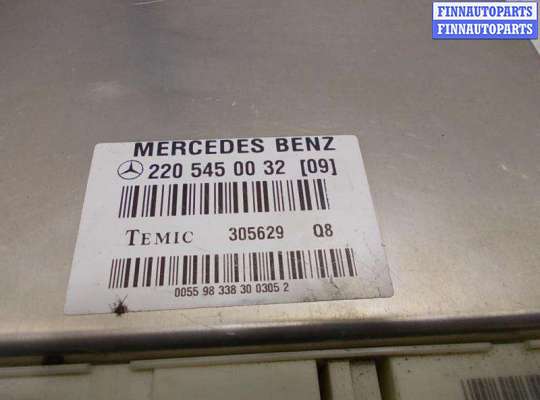 FINNAUTOPARTS
FINNAUTOPARTS
MERCEDES BENZ
220 545 00 32 [09]
TEMIC 305629 Q8
0055 98 338 30 0305 2